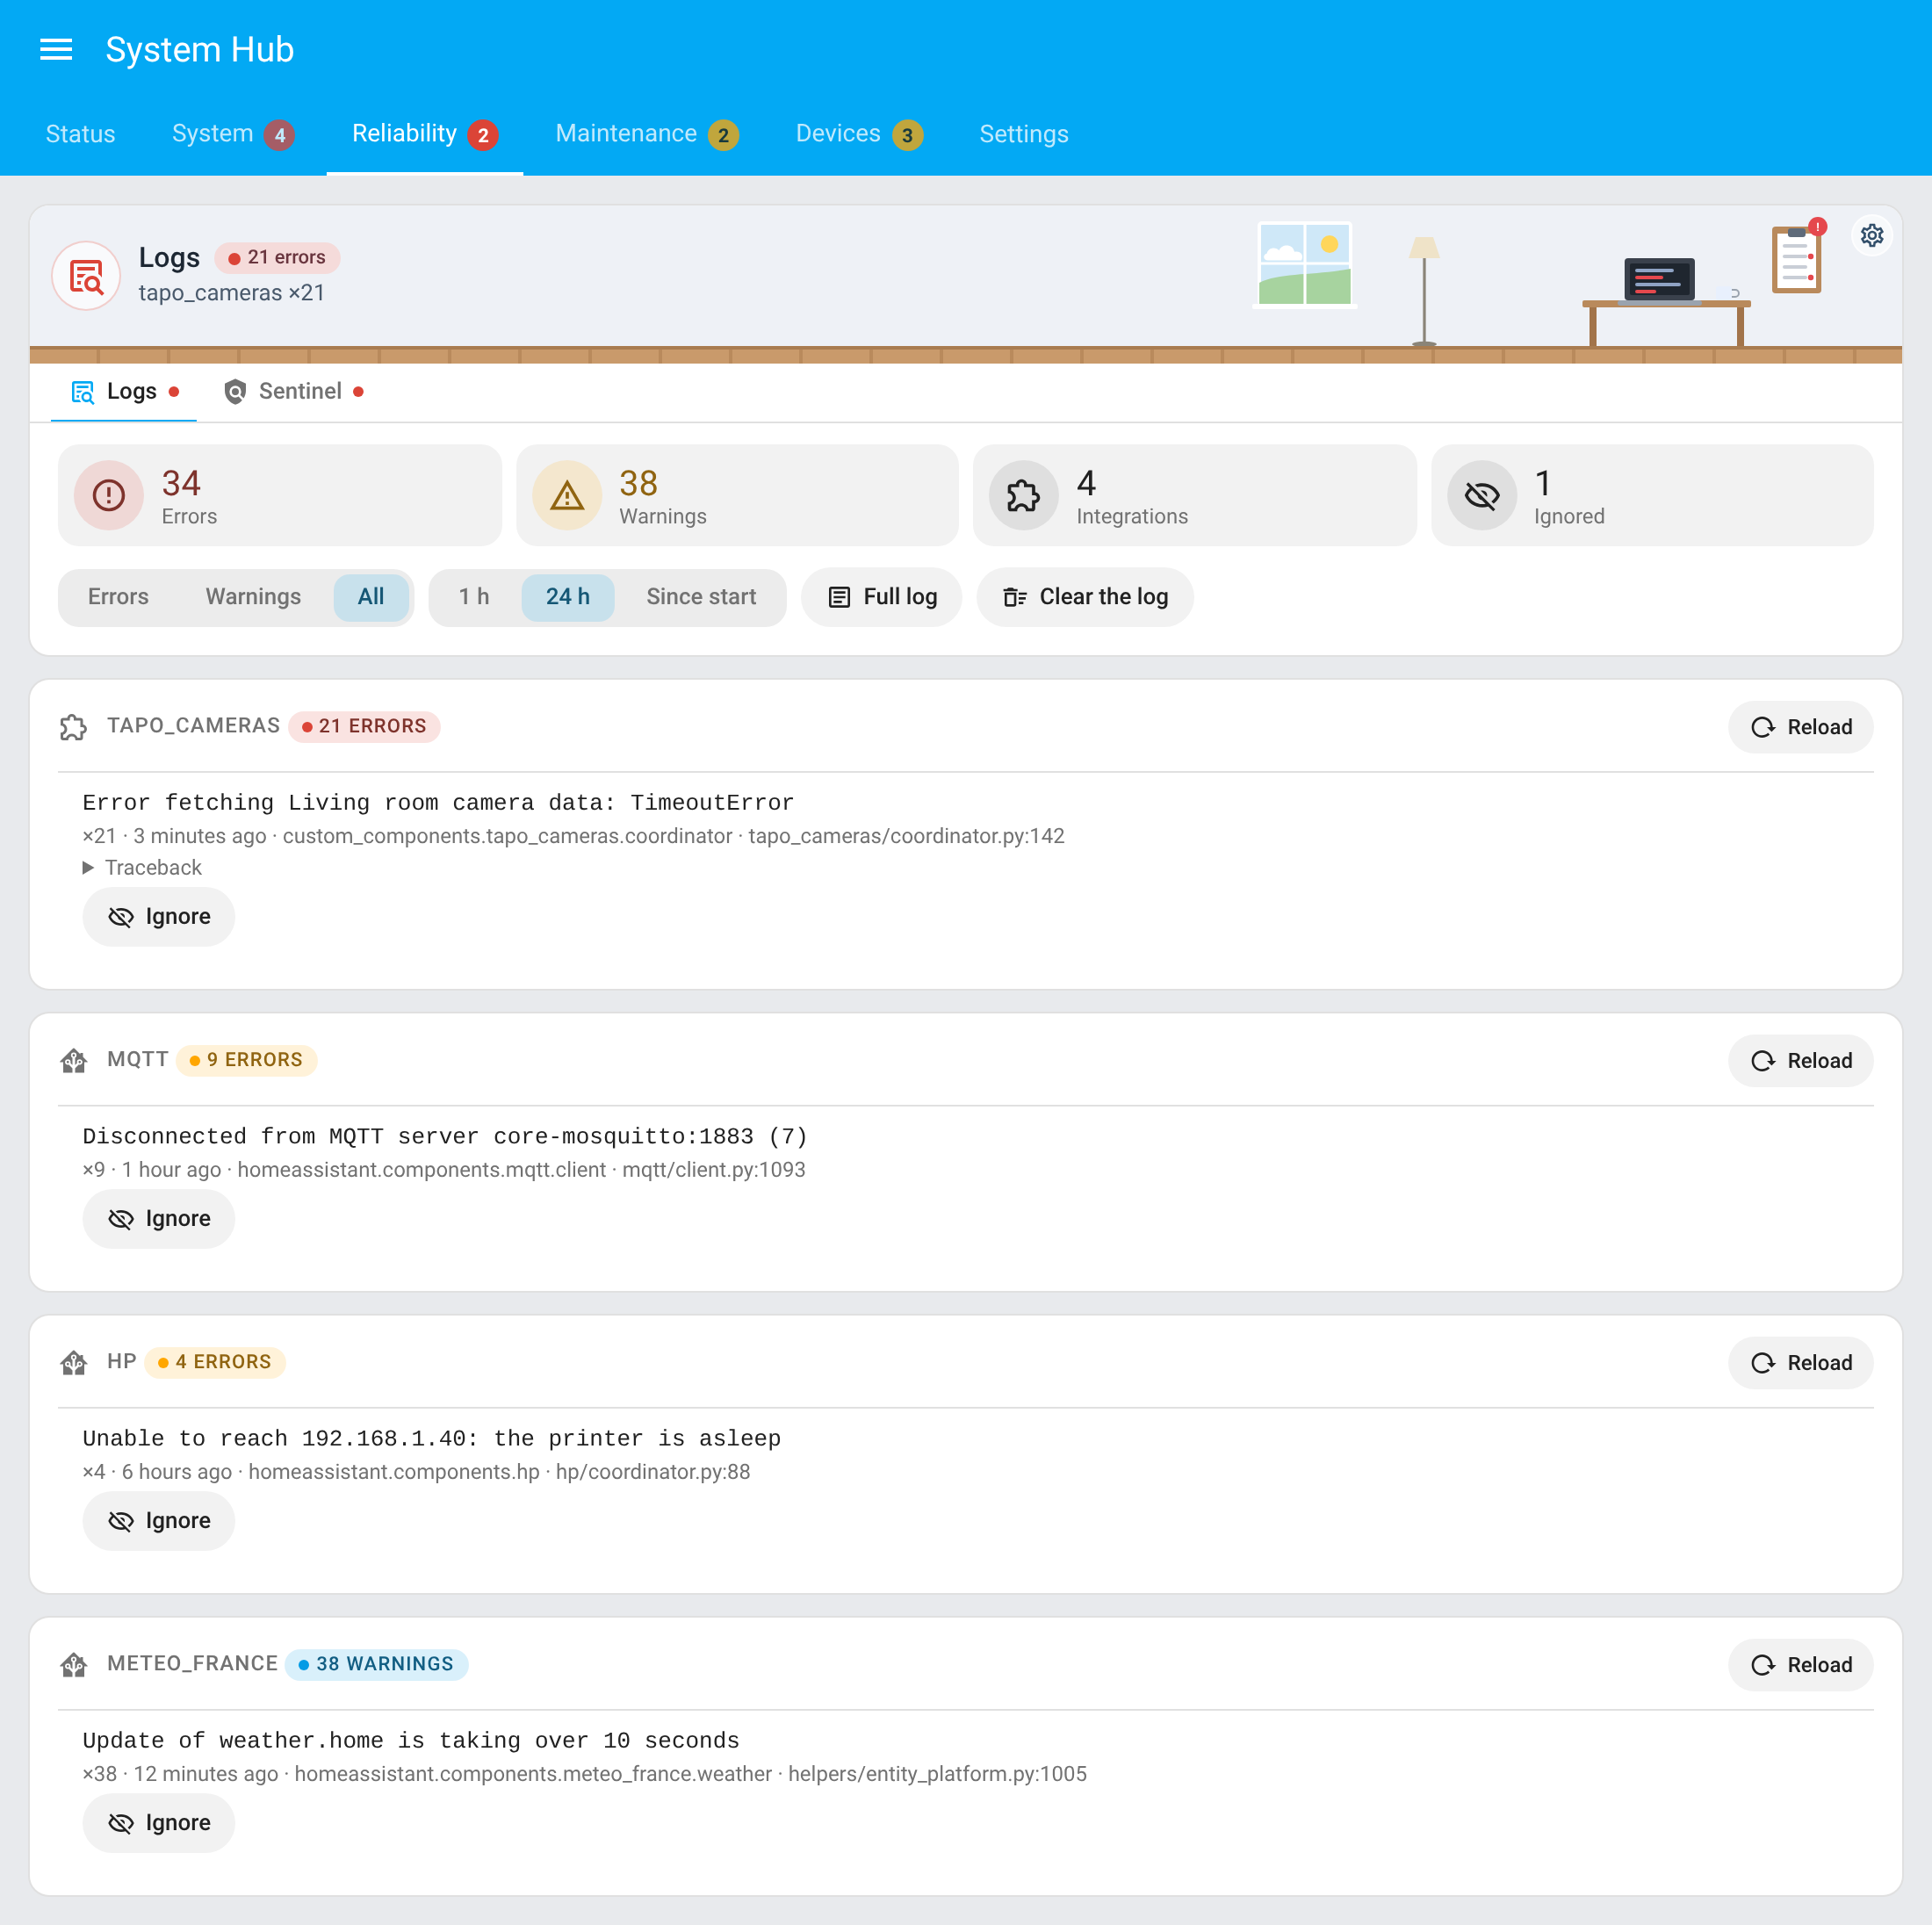 System Hub
Status System 4 Reliability 2 Maintenance 2 Devices 3 Settings
Logs 21 errors
tapo_cameras ×21
Logs Sentinel
34
Errors
38
Warnings
4
Integrations
1
Ignored
Errors Warnings All 1 h 24 h Since start Full log Clear the log
TAPO_CAMERAS 21 ERRORS Reload
Error fetching Living room camera data: TimeoutError
×21 · 3 minutes ago · custom_components.tapo_cameras.coordinator · tapo_cameras/coordinator.py:142
Traceback
Ignore
MQTT 9 ERRORS Reload
Disconnected from MQTT server core-mosquitto:1883 (7)
×9 · 1 hour ago · homeassistant.components.mqtt.client · mqtt/client.py:1093
Ignore
HP 4 ERRORS Reload
Unable to reach 192.168.1.40: the printer is asleep
×4 · 6 hours ago · homeassistant.components.hp · hp/coordinator.py:88
Ignore
METEO_FRANCE 38 WARNINGS Reload
Update of weather.home is taking over 10 seconds
×38 · 12 minutes ago · homeassistant.components.meteo_france.weather · helpers/entity_platform.py:1005
Ignore